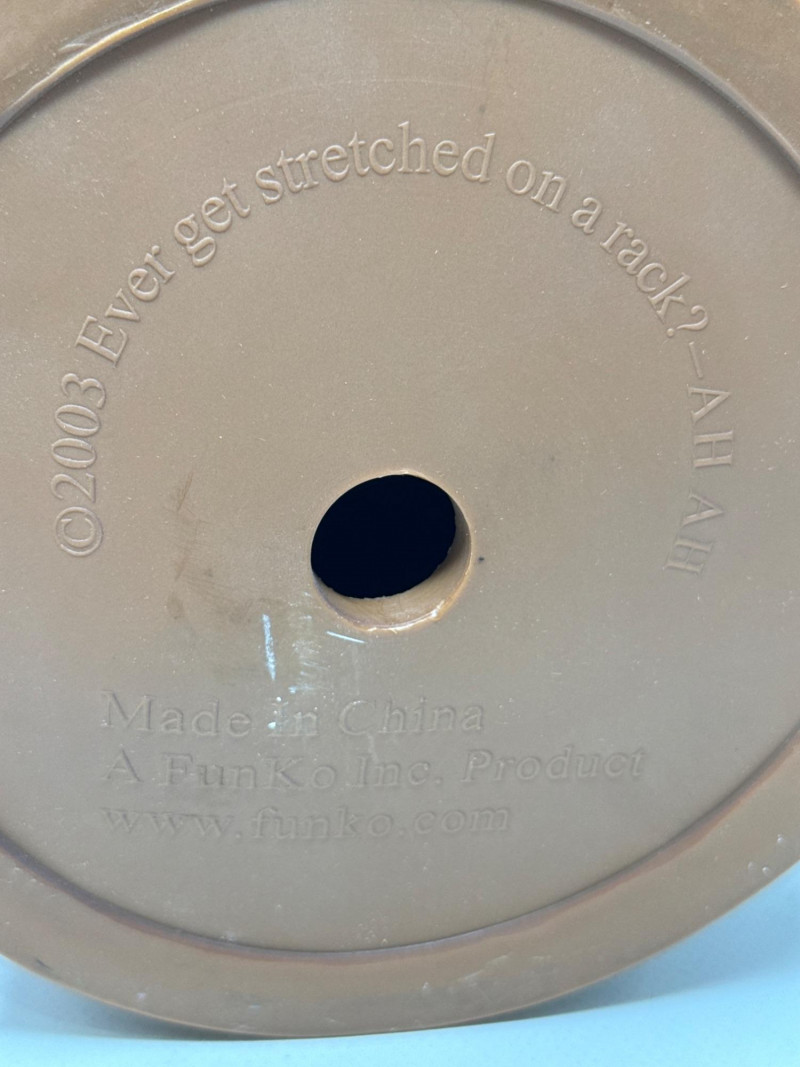 ©2003 Ever get stretched on a rack?–AH AH
Made in China
A FunKo Inc. Product
www.funko.com